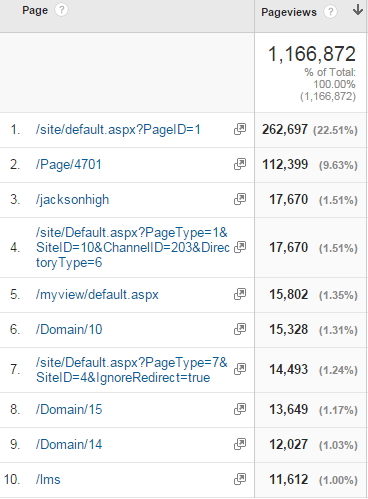 Page ? Pageviews ?
1,166,872
% of Total:
100.00%
(1,166,872)
1. /site/default.aspx?PageID=1 262,697 (22.51%)
2. /Page/4701 112,399 (9.63%)
3. /jacksonhigh 17,670 (1.51%)
/site/Default.aspx?PageType=1&
4. SiteID=10&ChannelID=203&Direc 17,670 (1.51%)
toryType=6
5. /myview/default.aspx 15,802 (1.35%)
6. /Domain/10 15,328 (1.31%)
/site/Default.aspx?PageType=7&
7. SiteID=4&IgnoreRedirect=true 14,493 (1.24%)
8. /Domain/15 13,649 (1.17%)
9. /Domain/14 12,027 (1.03%)
10. /lms 11,612 (1.00%)